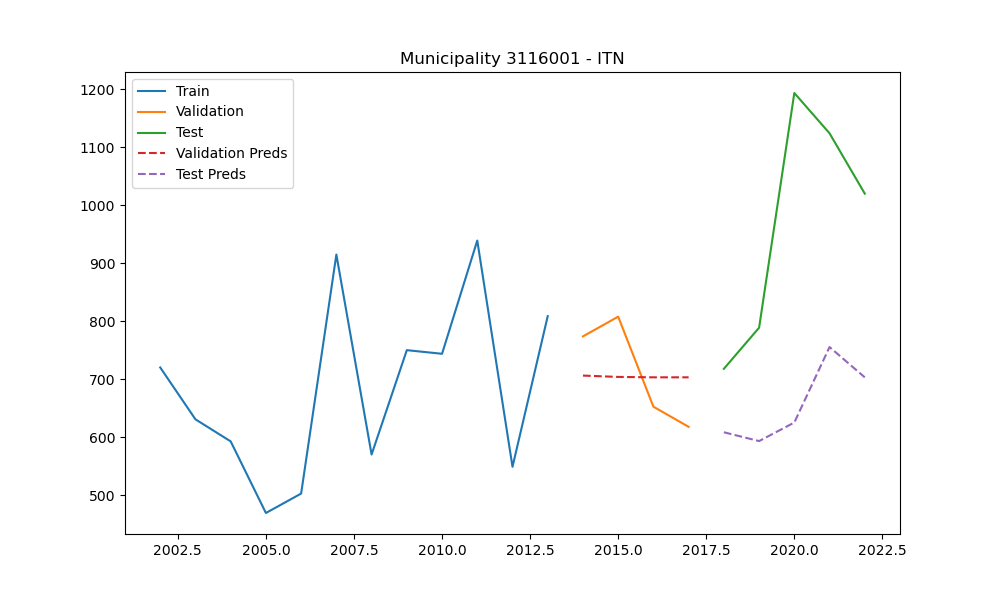 Municipality 3116001 - ITN
Train
Validation
Test
Validation Preds
Test Preds
1200
1100
1000
900
800
700
600
500
2002.5 2005.0 2007.5 2010.0 2012.5 2015.0 2017.5 2020.0 2022.5